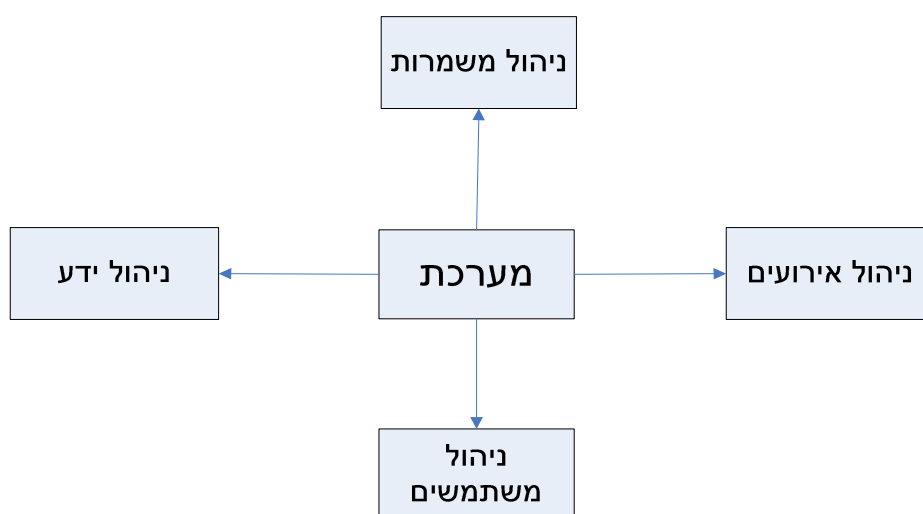 ניהול משמרות
ניהול אירועים
מערכת
ניהול ידע
ניהול
משתמשים